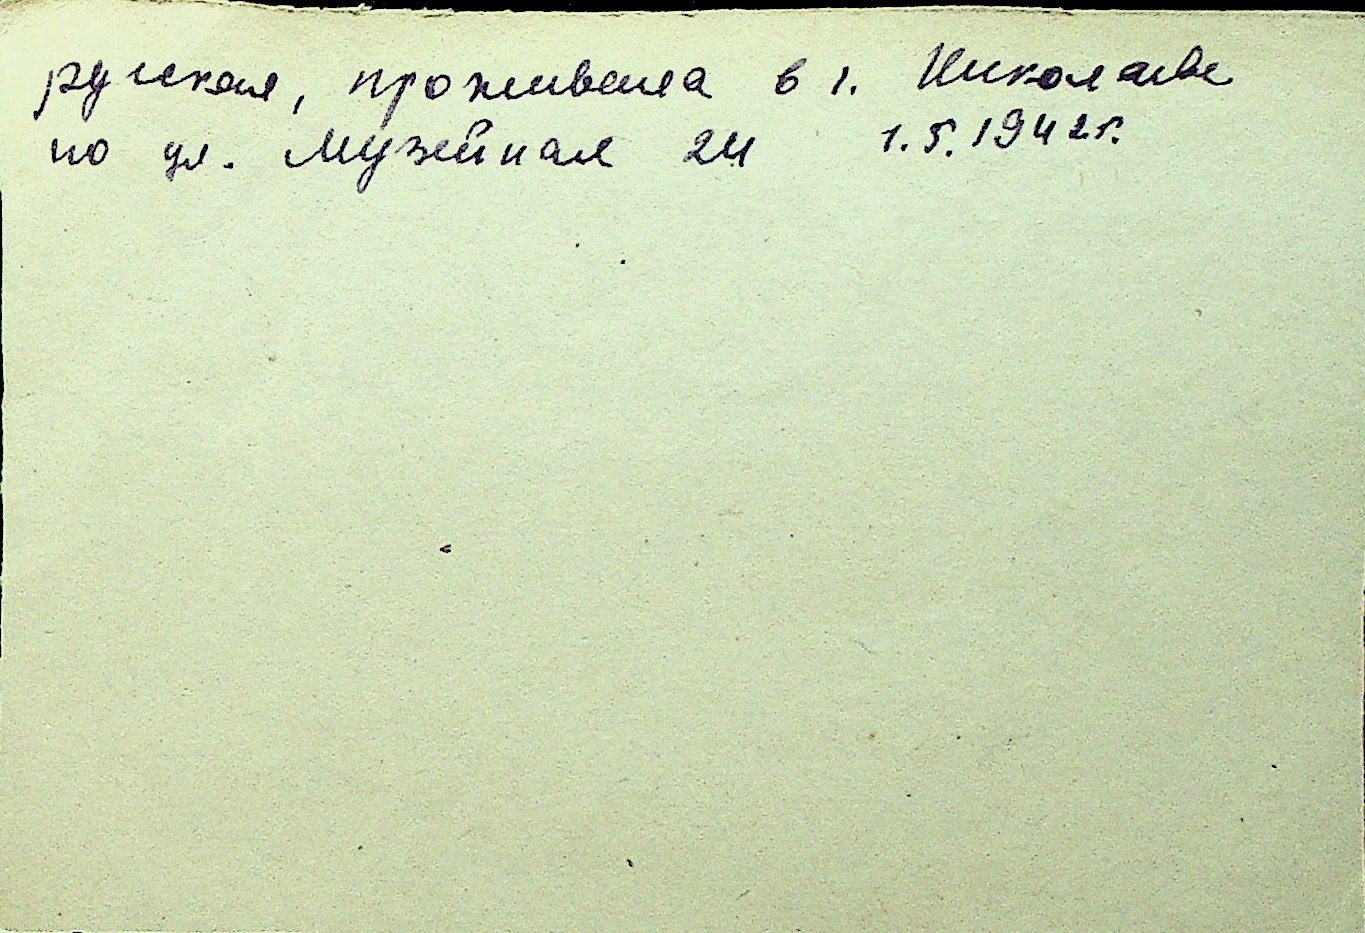 русская, проживала в г. Николаеве
по ул. Музейная 24 1.5.1942г.